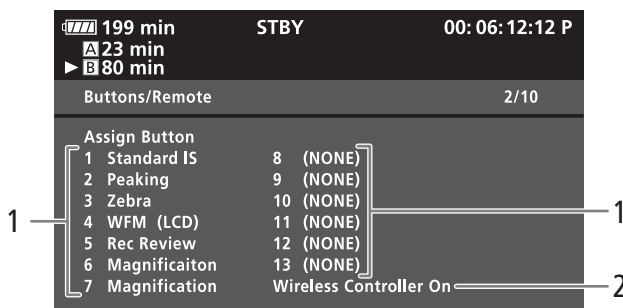 199 min STBY 00:06:12:12 P
A 23 min
B 80 min
Buttons/Remote 2/10
Assign Button
1 Standard IS 8 (NONE)
2 Peaking 9 (NONE)
3 Zebra 10 (NONE)
4 WFM (LCD) 11 (NONE)
5 Rec Review 12 (NONE)
6 Magnificaiton 13 (NONE)
7 Magnification Wireless Controller On
1
1
2